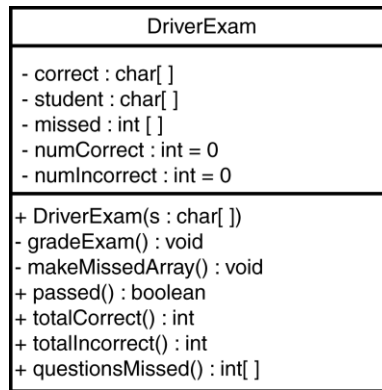 DriverExam
- correct : char[ ]
- student : char[ ]
- missed : int [ ]
- numCorrect : int = 0
- numIncorrect : int = 0
+ DriverExam(s : char[ ])
- gradeExam() : void
- makeMissedArray() : void
+ passed() : boolean
+ totalCorrect() : int
+ totalIncorrect() : int
+ questionsMissed() : int[ ]